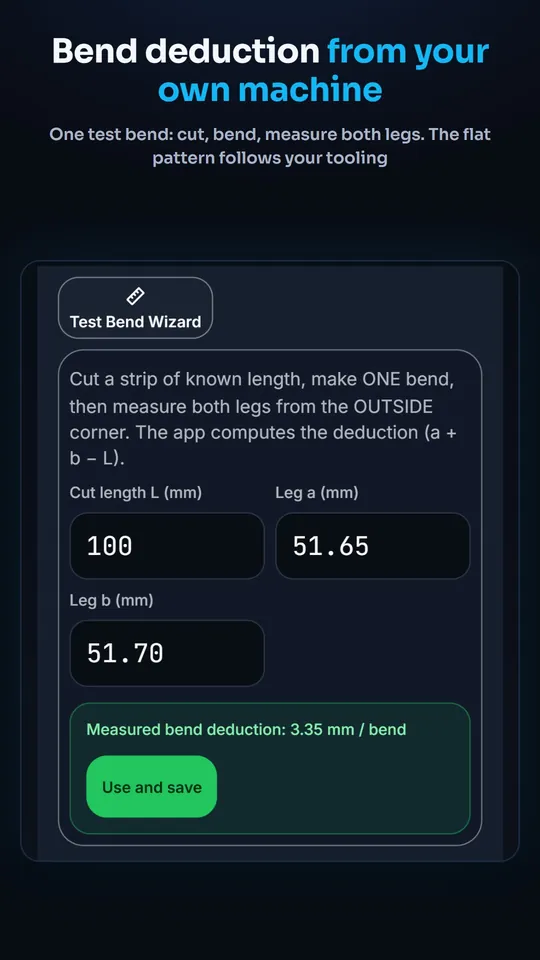 Bend deduction from your
own machine
One test bend: cut, bend, measure both legs. The flat
pattern follows your tooling
Test Bend Wizard
Cut a strip of known length, make ONE bend,
then measure both legs from the OUTSIDE
corner. The app computes the deduction (a +
b − L).
Cut length L (mm)
Leg a (mm)
100
51.65
Leg b (mm)
51.70
Measured bend deduction: 3.35 mm / bend
Use and save